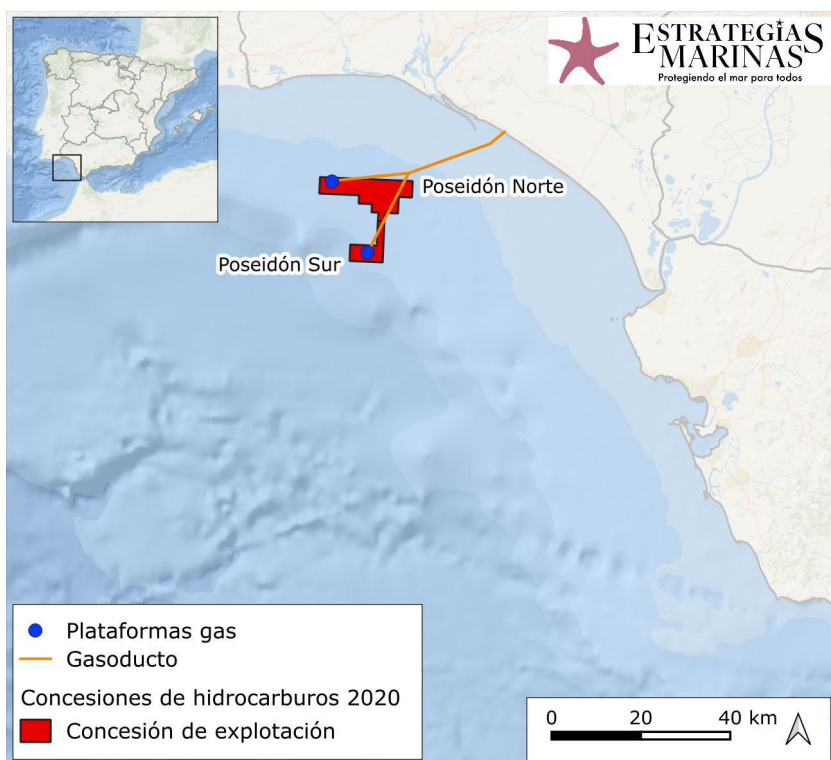 ESTRATEGIAS
MARINAS
Protegiendo el mar para todos
Poseidón Norte
Poseidón Sur
Plataformas gas
Gasoducto
Concesiones de hidrocarburos 2020
Concesión de explotación
0 20 40 km